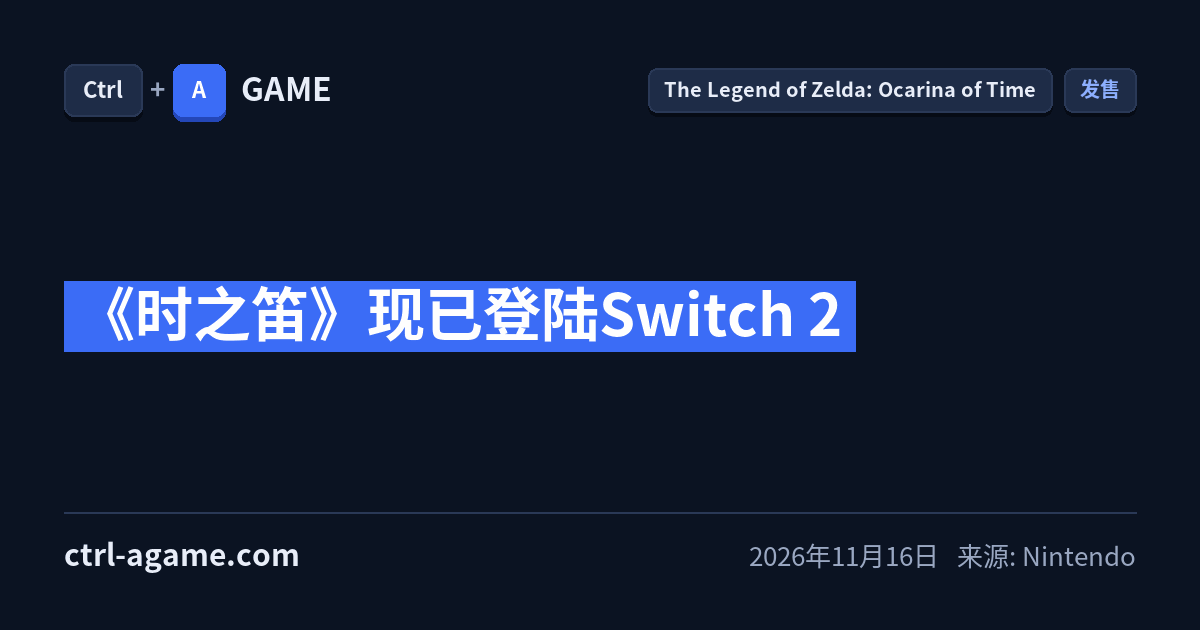 Ctrl + A GAME
The Legend of Zelda: Ocarina of Time 发售
《时之笛》现已登陆Switch 2
ctrl-agame.com
2026年11月16日 来源: Nintendo